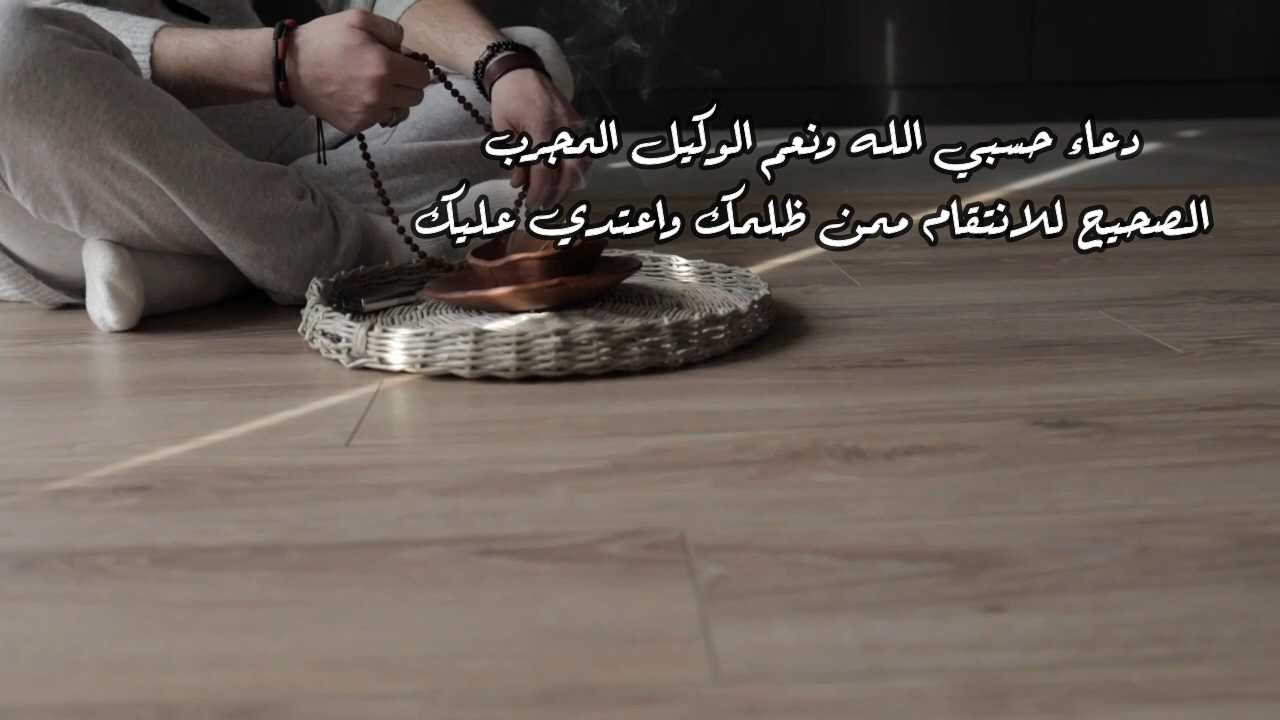 دعاء حسبي الله ونعم الوكيل المجرب
الصحيح للانتقام ممن ظلمك واعتدي عليك